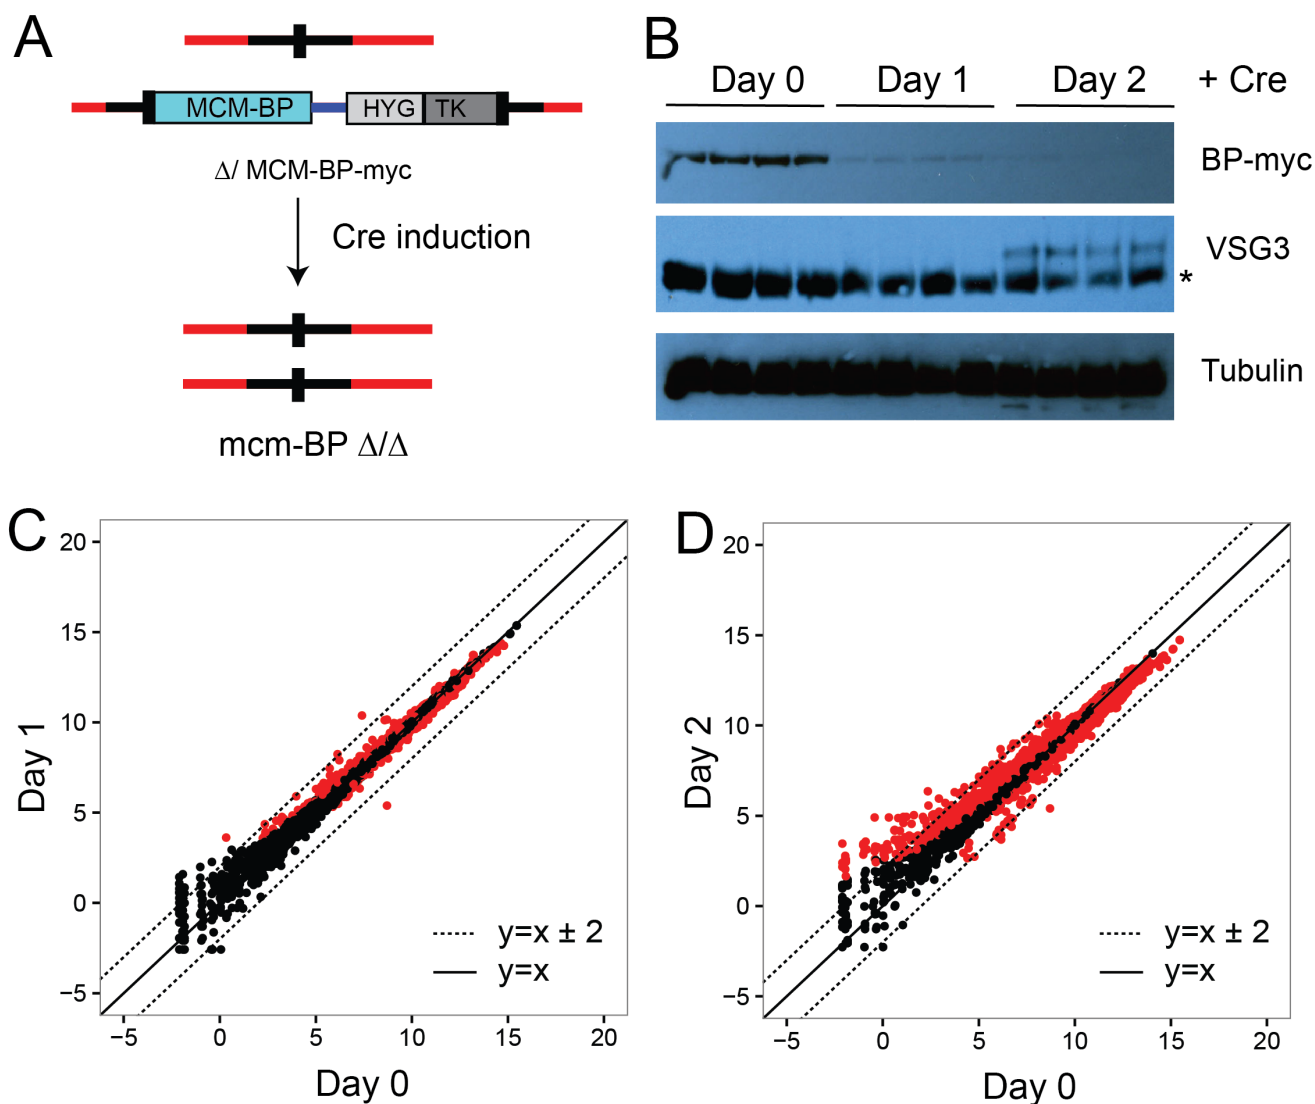 A
MCM-BP HYG TK
Δ/ MCM-BP-myc
Cre induction
mcm-BP Δ/Δ
B
Day 0 Day 1 Day 2 + Cre
BP-myc
VSG3
*
Tubulin
C
20
15
10
5
0
−5
Day 1
y=x ± 2
y=x
−5 0 5 10 15 20
Day 0
D
20
15
10
5
0
−5
Day 2
y=x ± 2
y=x
−5 0 5 10 15 20
Day 0